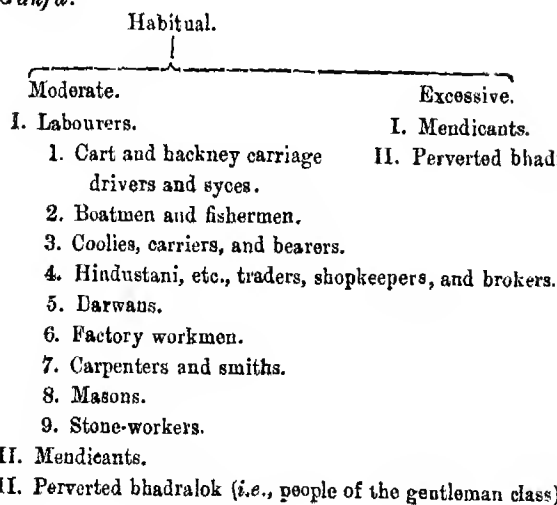 Ganja.
Habitual.
Moderate. Excessive.
I. Labourers. I. Mendicants.
1. Cart and hackney carriage II. Perverted bhad
drivers and syces.
2. Boatmen and fishermen.
3. Coolies, carriers, and bearers.
4. Hindustani, etc., traders, shopkeepers, and brokers.
5. Darwans.
6. Factory workmen.
7. Carpenters and smiths.
8. Masons.
9. Stone-workers.
II. Mendicants.
II. Perverted bhadralok (i.e., people of the gentleman class)